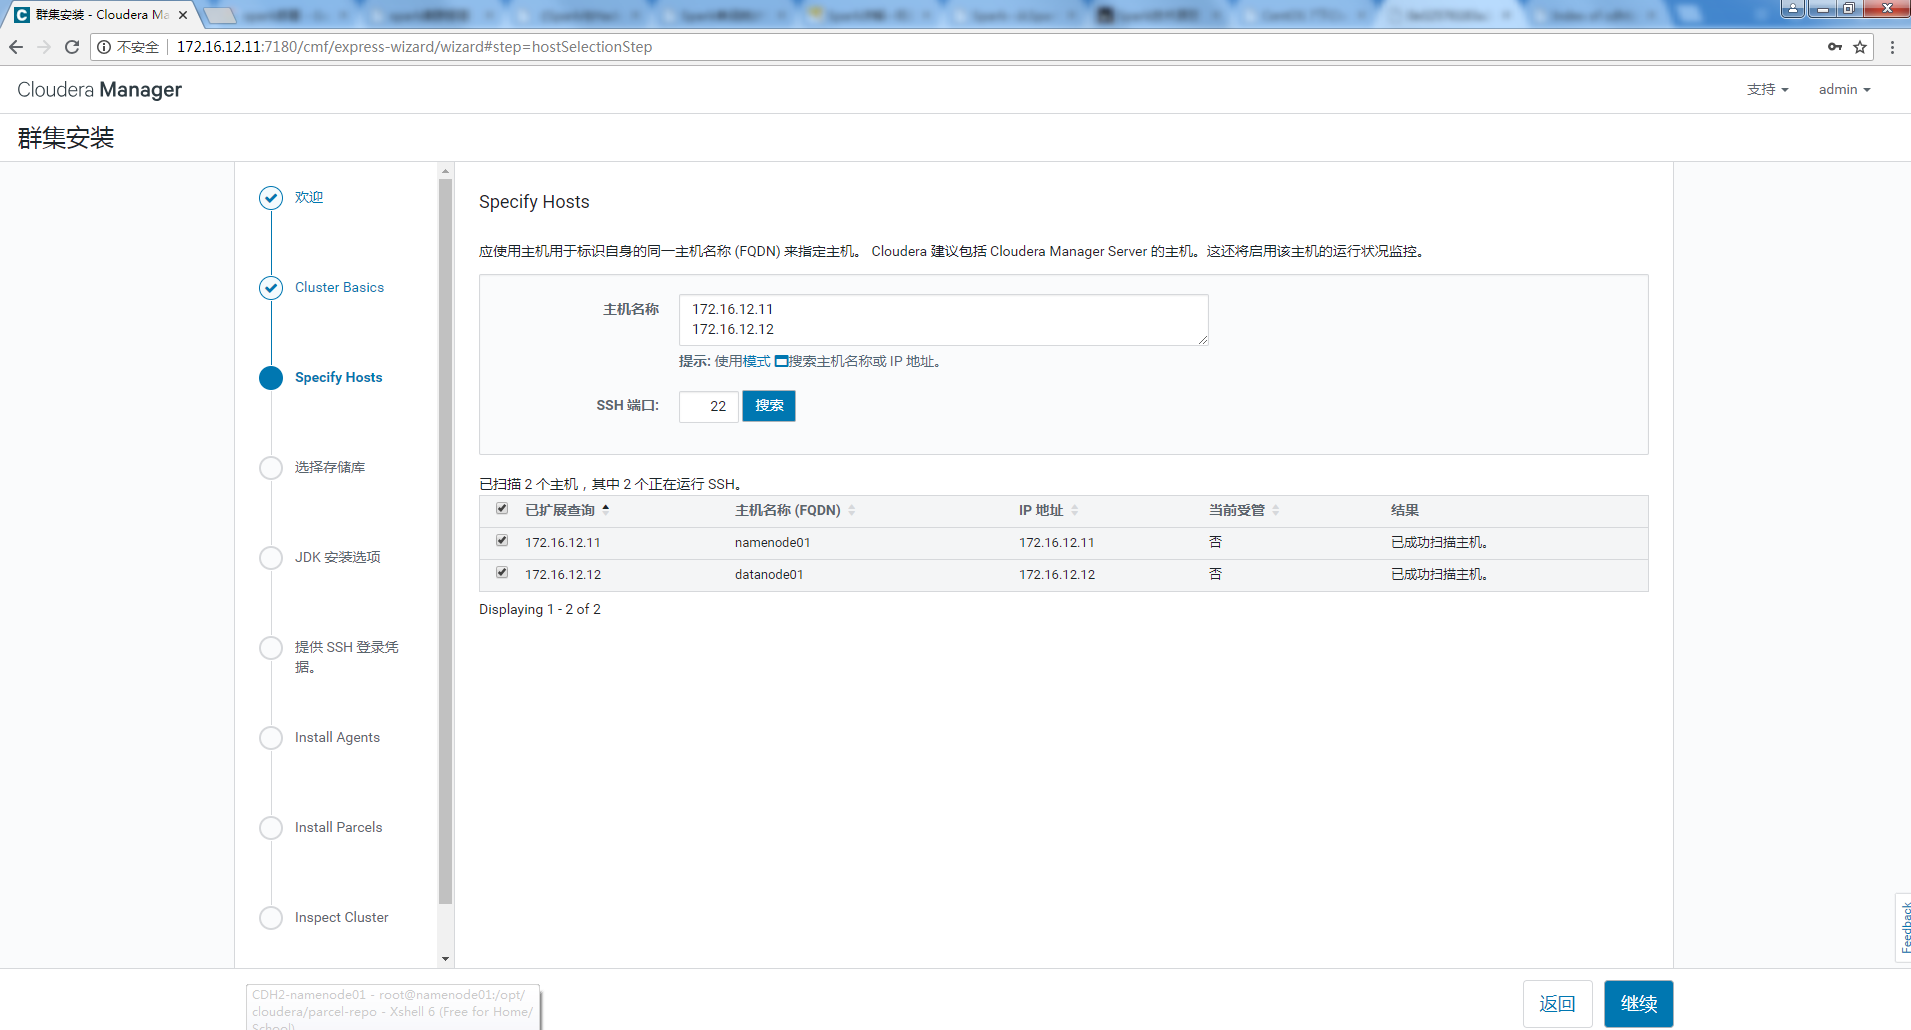 群集安装 - Cloudera Ma
不安全
172.16.12.11:7180/cmf/express-wizard/wizard#step=hostSelectionStep
Cloudera Manager
支持
admin
群集安装
欢迎
Cluster Basics
Specify Hosts
选择存储库
JDK 安装选项
提供 SSH 登录凭
据。
Install Agents
Install Parcels
Inspect Cluster
Specify Hosts
应使用主机用于标识自身的同一主机名称 (FQDN) 来指定主机。 Cloudera 建议包括 Cloudera Manager Server 的主机。这还将启用该主机的运行状况监控。
主机名称
172.16.12.11
172.16.12.12
提示: 使用模式 搜索主机名称或 IP 地址。
SSH 端口:
22
搜索
已扫描 2 个主机，其中 2 个正在运行 SSH。
已扩展查询 主机名称 (FQDN) IP 地址 当前受管 结果
172.16.12.11 namenode01 172.16.12.11 否 已成功扫描主机。
172.16.12.12 datanode01 172.16.12.12 否 已成功扫描主机。
Displaying 1 - 2 of 2
Feedback
CDH2-namenode01 - root@namenode01:/opt/
cloudera/parcel-repo - Xshell 6 (Free for Home/
School)
返回
继续